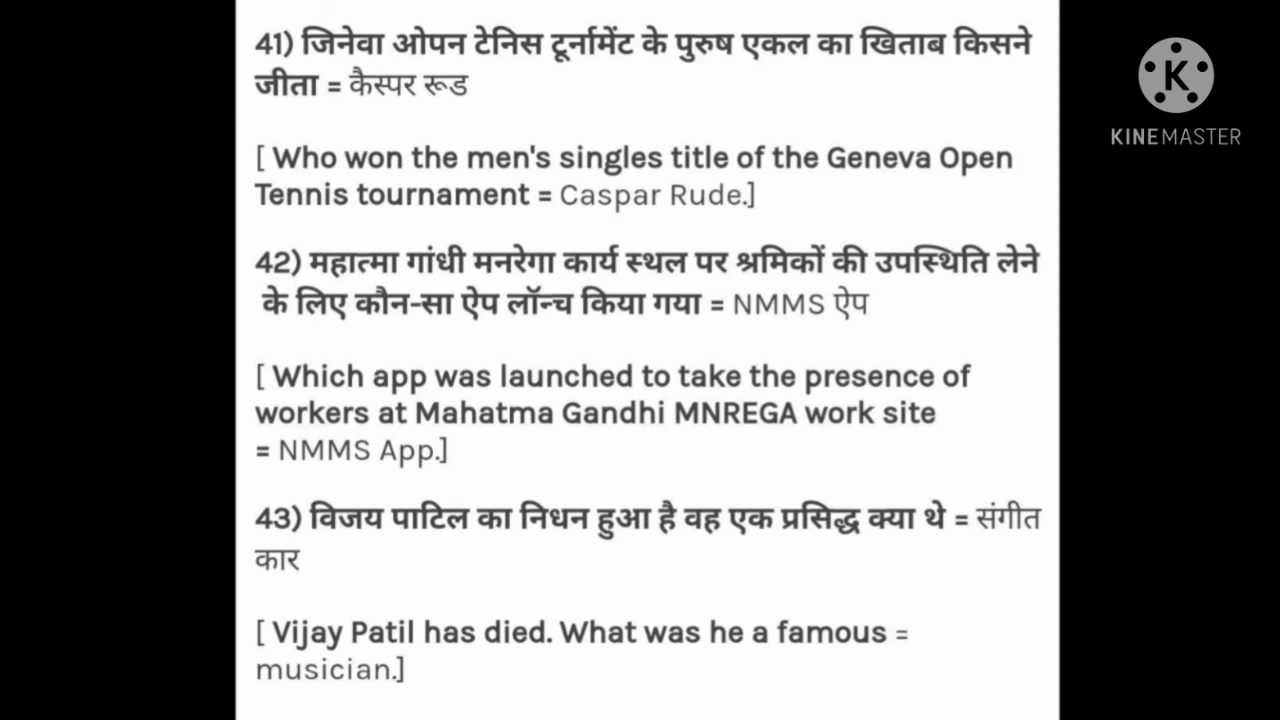 41) जिनेवा ओपन टेनिस टूर्नामेंट के पुरुष एकल का खिताब किसने
जीता = कैस्पर रूड
[ Who won the men's singles title of the Geneva Open
Tennis tournament = Caspar Rude.]
42) महात्मा गांधी मनरेगा कार्य स्थल पर श्रमिकों की उपस्थिति लेने
के लिए कौन-सा ऐप लॉन्च किया गया = NMMS ऐप
[ Which app was launched to take the presence of
workers at Mahatma Gandhi MNREGA work site
= NMMS App.]
43) विजय पाटिल का निधन हुआ है वह एक प्रसिद्ध क्या थे = संगीत
कार
[ Vijay Patil has died. What was he a famous =
musician.]
K
KINEMASTER